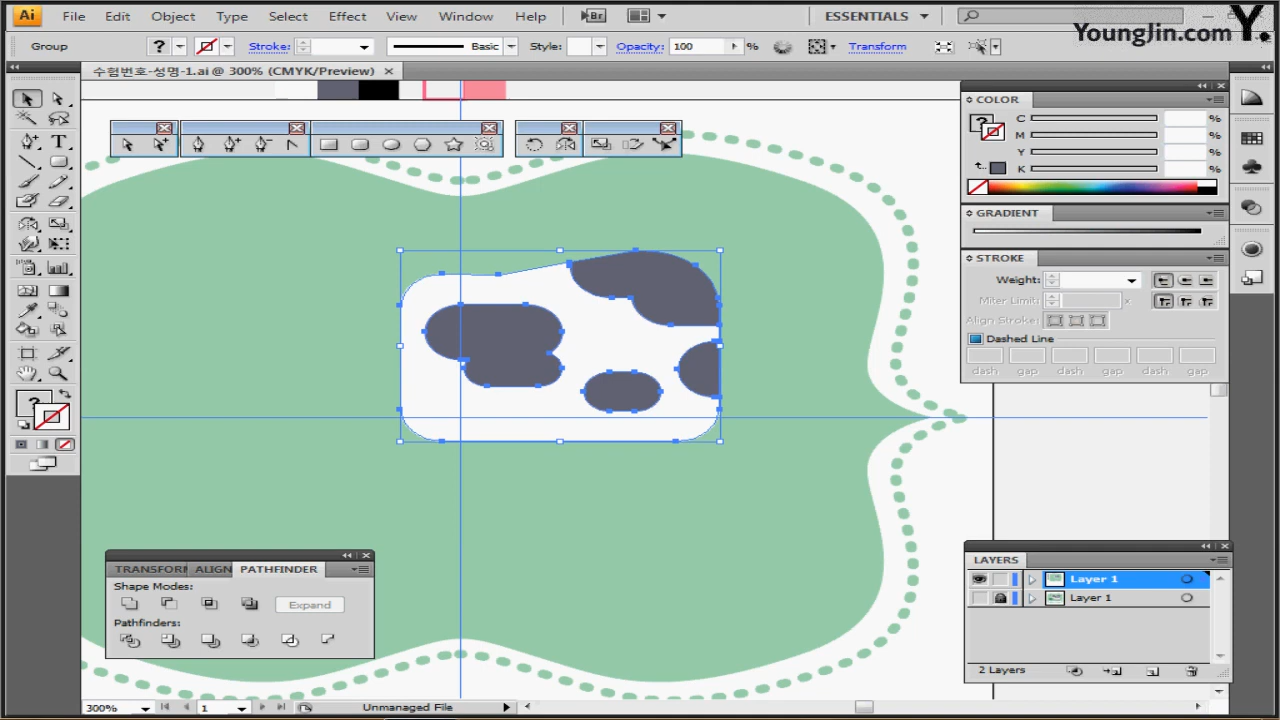 Ai File Edit Object Type Select Effect View Window Help Br ESSENTIALS
YoungJin.com Y.
Group ? Stroke: Basic Style: Opacity: 100 % Transform
수험번호-성명-1.ai @ 300% (CMYK/Preview) ×
COLOR
? C %
M %
Y %
K %
GRADIENT
STROKE
Weight:
Miter Limit: x
Align Stroke:
Dashed Line
dash gap dash gap dash gap
?
TRANSFORM ALIGN PATHFINDER
Shape Modes:
Expand
Pathfinders:
LAYERS
Layer 1
Layer 1
2 Layers
300% 1 Unmanaged File